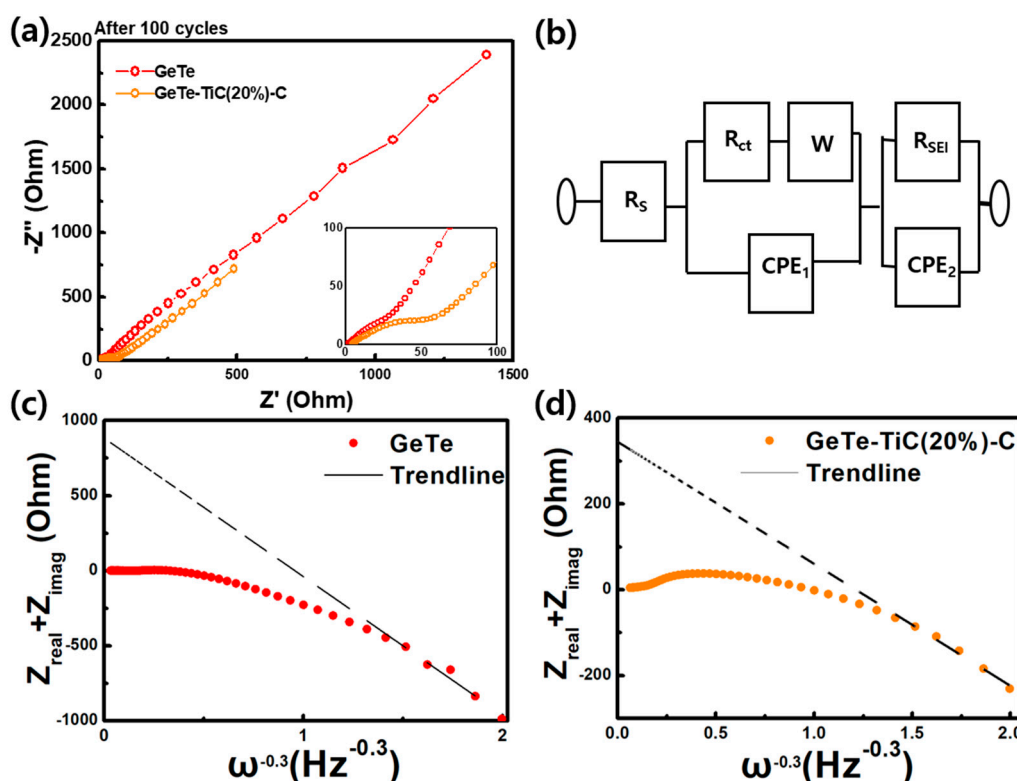 (a)
After 100 cycles
2500
2000
1500
1000
500
0
-Z'' (Ohm)
GeTe
GeTe-TiC(20%)-C
100
50
0
0
50
100
0
500
1000
1500
Z' (Ohm)
(b)
RS
Rct
W
CPE1
RSEI
CPE2
(c)
1000
500
0
-500
-1000
Zreal+Zimag (Ohm)
GeTe
Trendline
0
1
2
ω-0.3(Hz-0.3)
(d)
400
200
0
-200
Zreal+Zimag (Ohm)
GeTe-TiC(20%)-C
Trendline
0.0
0.5
1.0
1.5
2.0
ω-0.3(Hz-0.3)